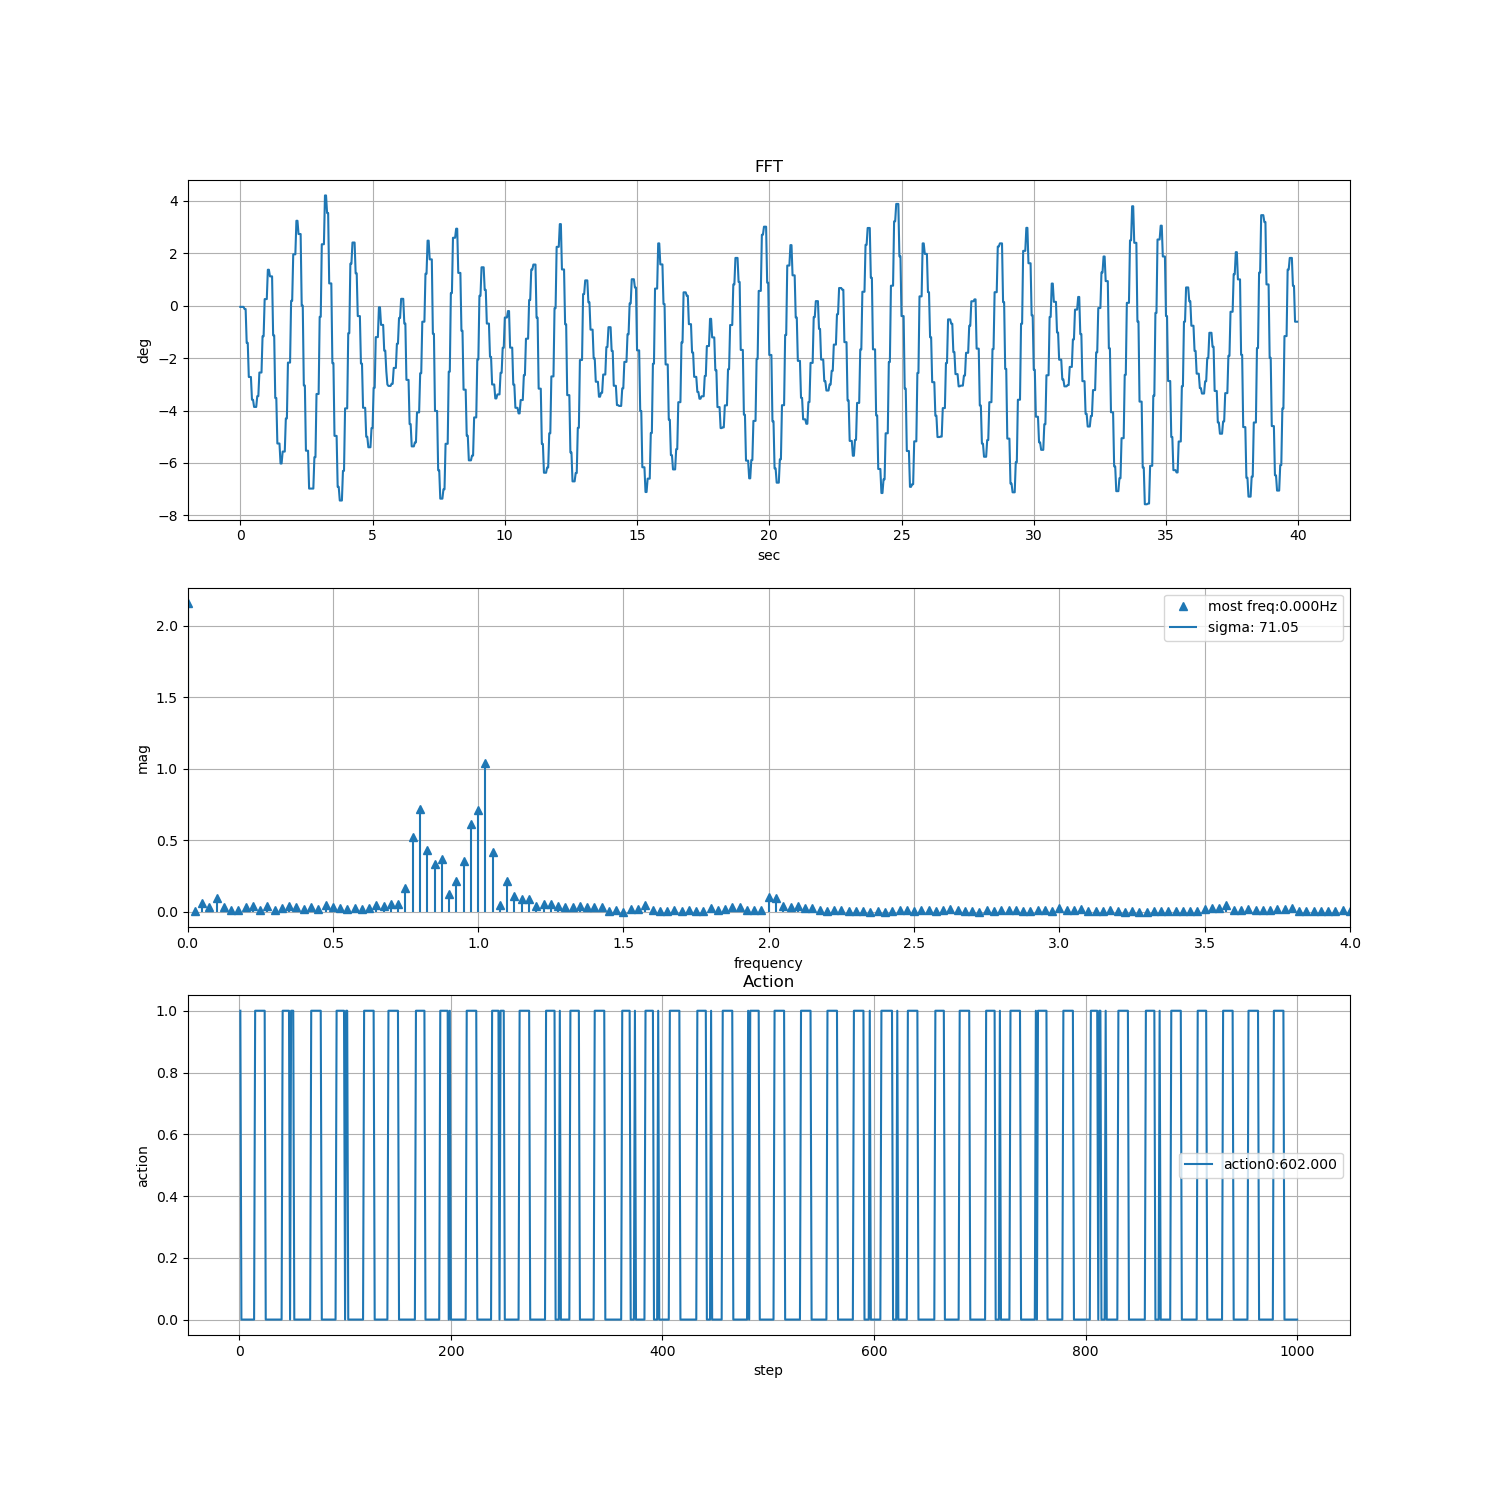 FFT
4
2
0
−2
−4
−6
−8
deg
0 5 10 15 20 25 30 35 40
sec
2.0
1.5
1.0
0.5
0.0
mag
most freq:0.000Hz
sigma: 71.05
0.0 0.5 1.0 1.5 2.0 2.5 3.0 3.5 4.0
frequency
Action
1.0
0.8
0.6
0.4
0.2
0.0
action
action0:602.000
0 200 400 600 800 1000
step